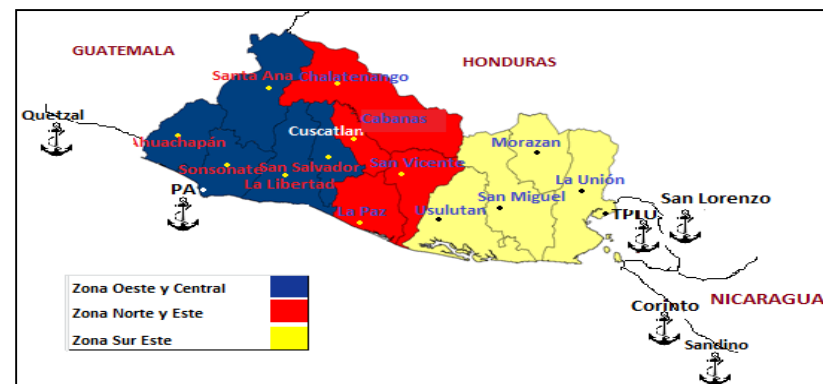 GUATEMALA
HONDURAS
Santa Ana
Chalatenango
Quetzal
Cabanas
Cuscatlan
Morazan
Ahuachapán
Sonsonate
San Salvador
San Vicente
La Libertad
La Unión
PA
San Miguel
San Lorenzo
La Paz
Usulutan
TPLU
Zona Oeste y Central
Zona Norte y Este
Zona Sur Este
NICARAGUA
Corinto
Sandino